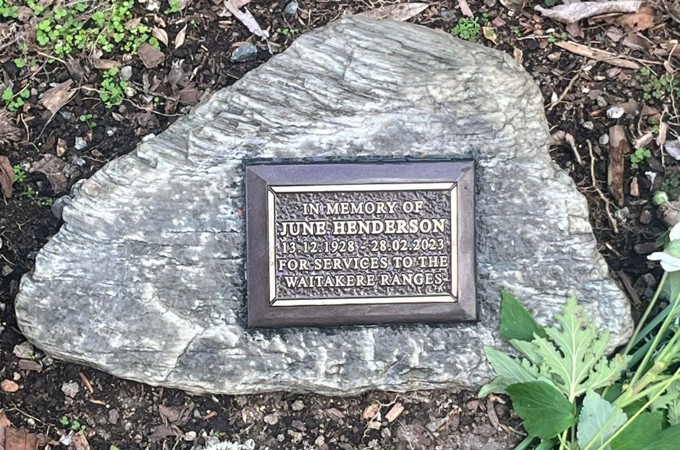 IN MEMORY OF
JUNE HENDERSON
13.12.1928 - 28.02.2023
FOR SERVICES TO THE
WAITAKERE RANGES